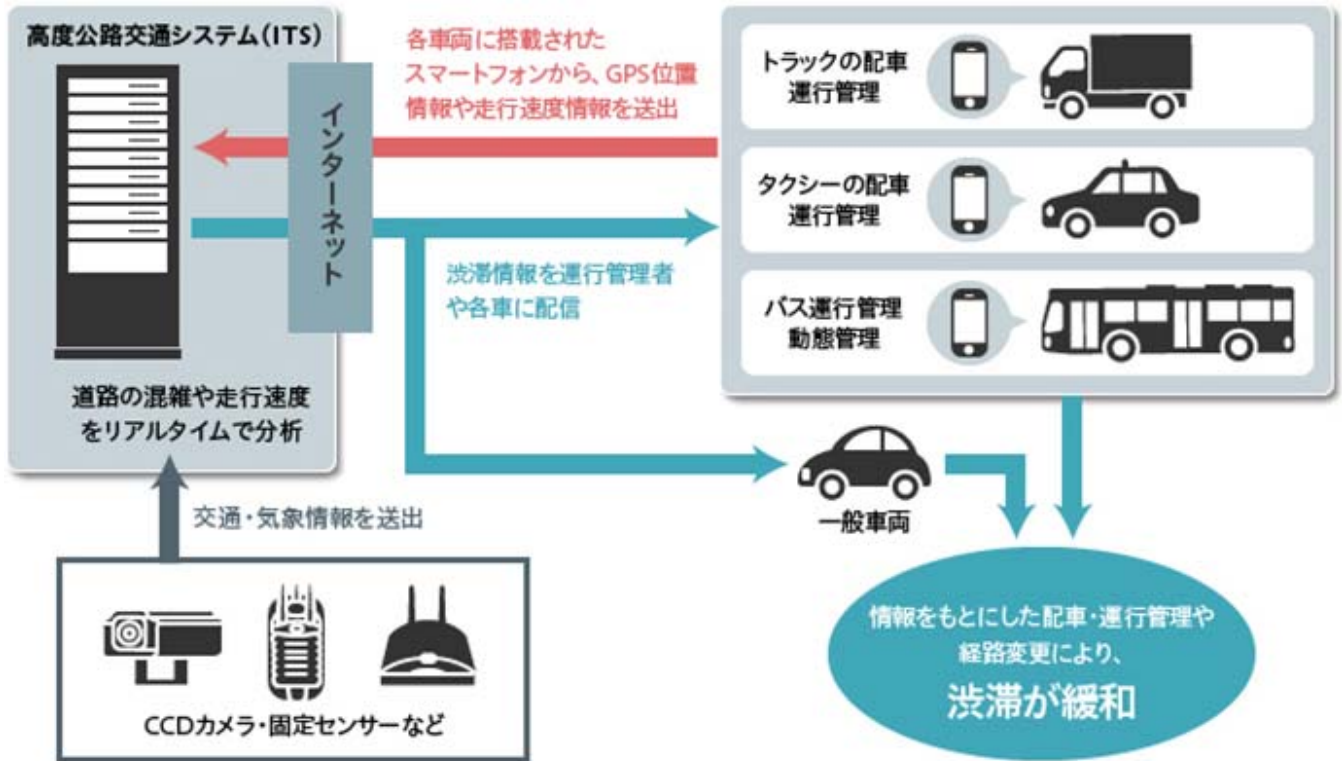 高度公路交通システム(ITS)
インターネット
各車両に搭載された
スマートフォンから、GPS位置
情報や走行速度情報を送出
トラックの配車
運行管理
タクシーの配車
運行管理
渋滞情報を運行管理者
や各車に配信
バス運行管理
動態管理
道路の混雑や走行速度
をリアルタイムで分析
交通・気象情報を送出
一般車両
CCDカメラ・固定センサーなど
情報をもとにした配車・運行管理や
経路変更により、
渋滞が緩和